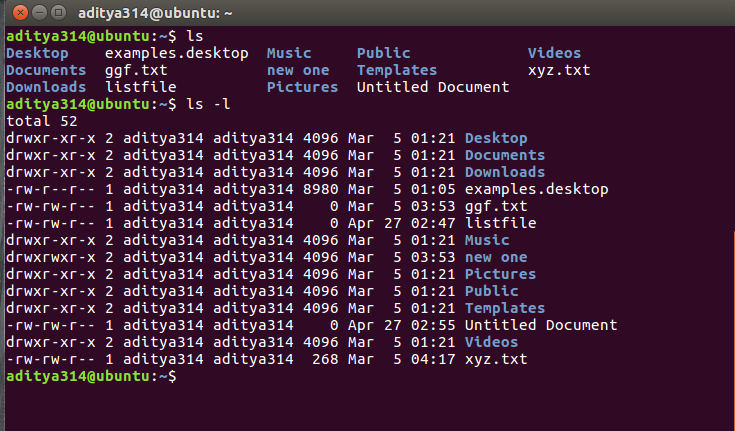 aditya314@ubuntu: ~
aditya314@ubuntu:~$ ls
Desktop    examples.desktop  Music     Public             Videos
Documents  ggf.txt           new one   Templates          xyz.txt
Downloads  listfile          Pictures  Untitled Document
aditya314@ubuntu:~$ ls -l
total 52
drwxr-xr-x 2 aditya314 aditya314 4096 Mar  5 01:21 Desktop
drwxr-xr-x 2 aditya314 aditya314 4096 Mar  5 01:21 Documents
drwxr-xr-x 2 aditya314 aditya314 4096 Mar  5 01:21 Downloads
-rw-r--r-- 1 aditya314 aditya314 8980 Mar  5 01:05 examples.desktop
-rw-rw-r-- 1 aditya314 aditya314    0 Mar  5 03:53 ggf.txt
-rw-rw-r-- 1 aditya314 aditya314    0 Apr 27 02:47 listfile
drwxr-xr-x 2 aditya314 aditya314 4096 Mar  5 01:21 Music
drwxrwxr-x 2 aditya314 aditya314 4096 Mar  5 03:53 new one
drwxr-xr-x 2 aditya314 aditya314 4096 Mar  5 01:21 Pictures
drwxr-xr-x 2 aditya314 aditya314 4096 Mar  5 01:21 Public
drwxr-xr-x 2 aditya314 aditya314 4096 Mar  5 01:21 Templates
-rw-rw-r-- 1 aditya314 aditya314    0 Apr 27 02:55 Untitled Document
drwxr-xr-x 2 aditya314 aditya314 4096 Mar  5 01:21 Videos
-rw-rw-r-- 1 aditya314 aditya314  268 Mar  5 04:17 xyz.txt
aditya314@ubuntu:~$